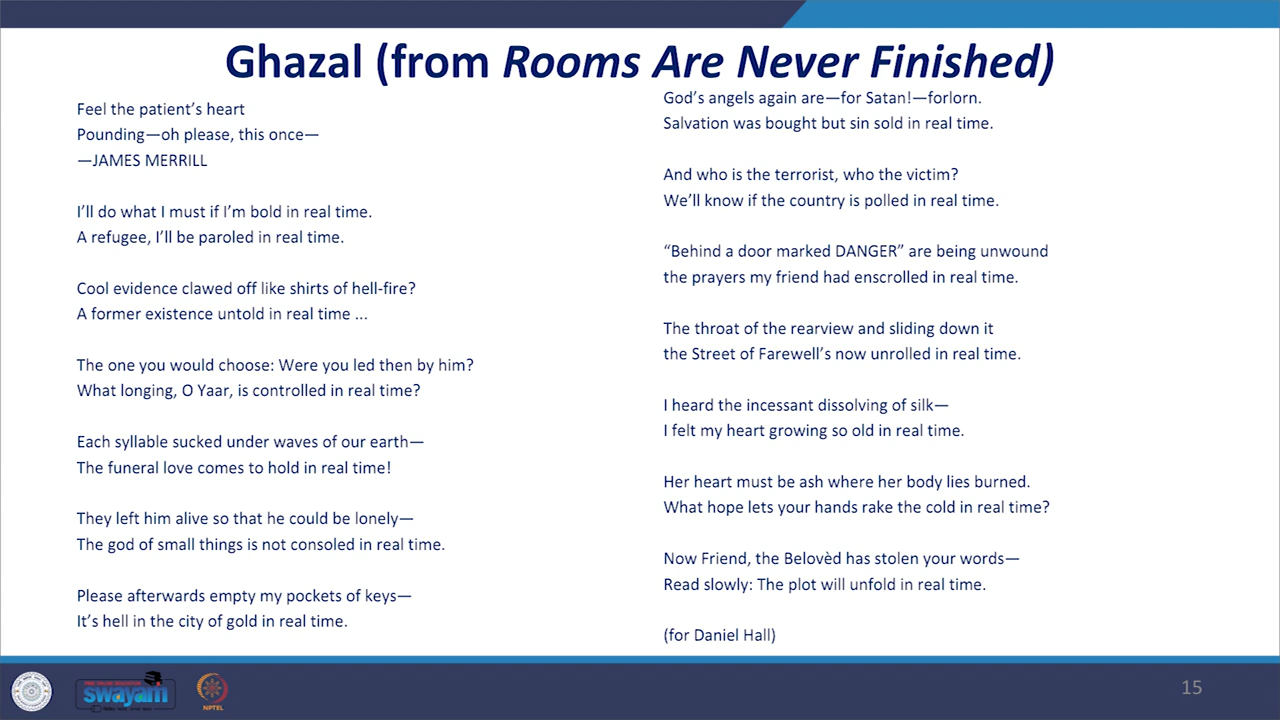 Ghazal (from Rooms Are Never Finished)
Feel the patient’s heart
Pounding—oh please, this once—
—JAMES MERRILL
I’ll do what I must if I’m bold in real time.
A refugee, I’ll be paroled in real time.
Cool evidence clawed off like shirts of hell-fire?
A former existence untold in real time ...
The one you would choose: Were you led then by him?
What longing, O Yaar, is controlled in real time?
Each syllable sucked under waves of our earth—
The funeral love comes to hold in real time!
They left him alive so that he could be lonely—
The god of small things is not consoled in real time.
Please afterwards empty my pockets of keys—
It’s hell in the city of gold in real time.
God’s angels again are—for Satan!—forlorn.
Salvation was bought but sin sold in real time.
And who is the terrorist, who the victim?
We’ll know if the country is polled in real time.
“Behind a door marked DANGER” are being unwound
the prayers my friend had enscrolled in real time.
The throat of the rearview and sliding down it
the Street of Farewell’s now unrolled in real time.
I heard the incessant dissolving of silk—
I felt my heart growing so old in real time.
Her heart must be ash where her body lies burned.
What hope lets your hands rake the cold in real time?
Now Friend, the Belovèd has stolen your words—
Read slowly: The plot will unfold in real time.
(for Daniel Hall)
swayam
NPTEL
15